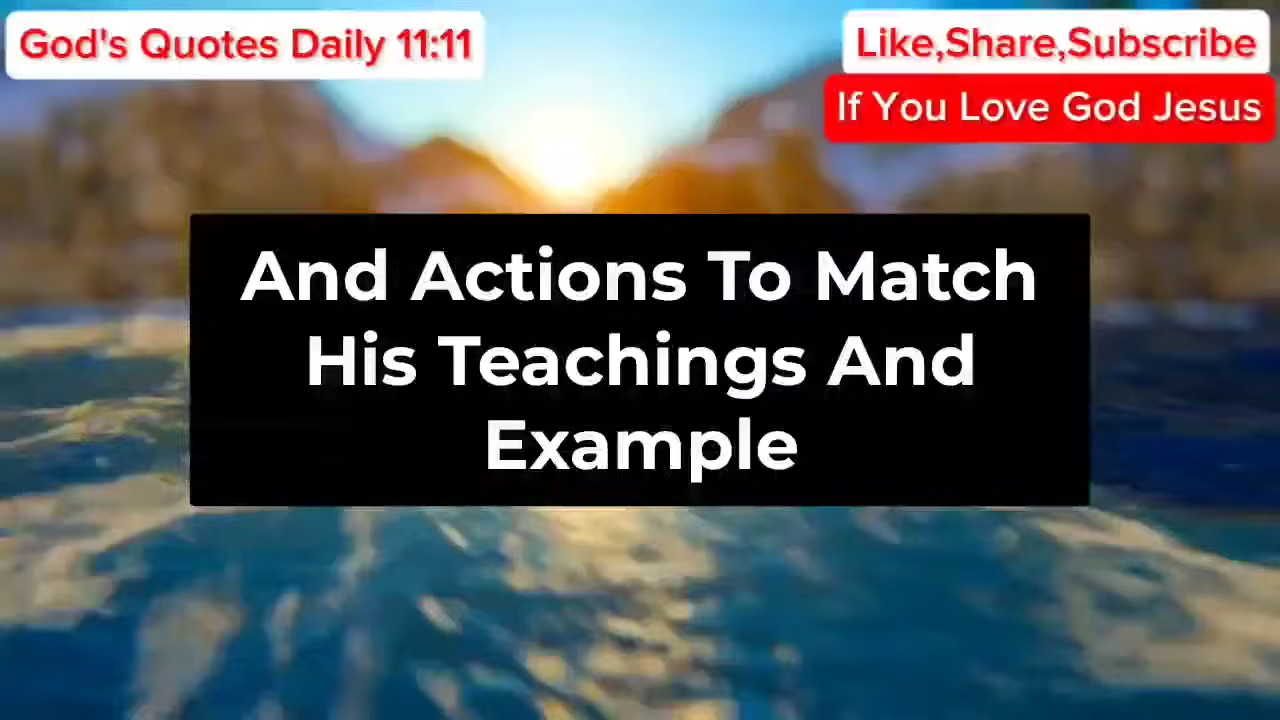 God's Quotes Daily 11:11
Like,Share,Subscribe
If You Love God Jesus
And Actions To Match
His Teachings And
Example